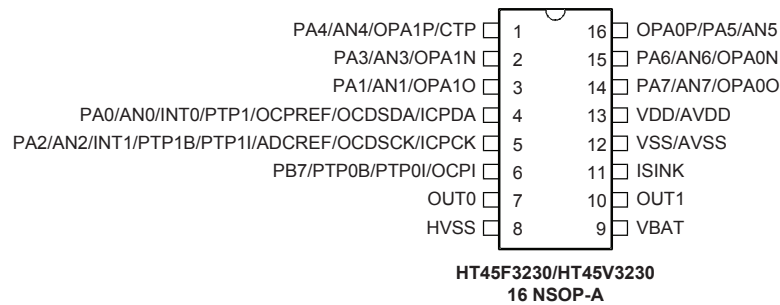 PA4/AN4/OPA1P/CTP 1 16 OPA0P/PA5/AN5
PA3/AN3/OPA1N 2 15 PA6/AN6/OPA0N
PA1/AN1/OPA1O 3 14 PA7/AN7/OPA0O
PA0/AN0/INT0/PTP1/OCPREF/OCDSDA/ICPDA 4 13 VDD/AVDD
PA2/AN2/INT1/PTP1B/PTP1I/ADCREF/OCDSCK/ICPCK 5 12 VSS/AVSS
PB7/PTP0B/PTP0I/OCPI 6 11 ISINK
OUT0 7 10 OUT1
HVSS 8 9 VBAT
HT45F3230/HT45V3230
16 NSOP-A